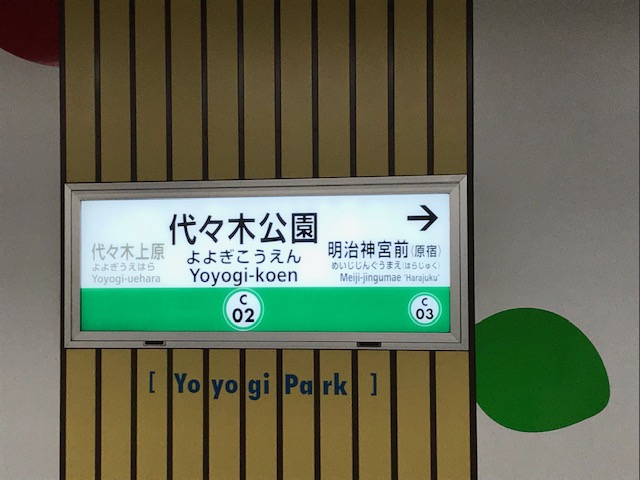 代々木公園
よよぎこうえん
Yoyogi-koen
C
02
代々木上原
よよぎうえはら
Yoyogi-uehara
→
明治神宮前(原宿)
めいじじんぐうまえ(はらじゅく)
Meiji-jingumae "Harajuku"
C
03
[ Yoyogi Park ]